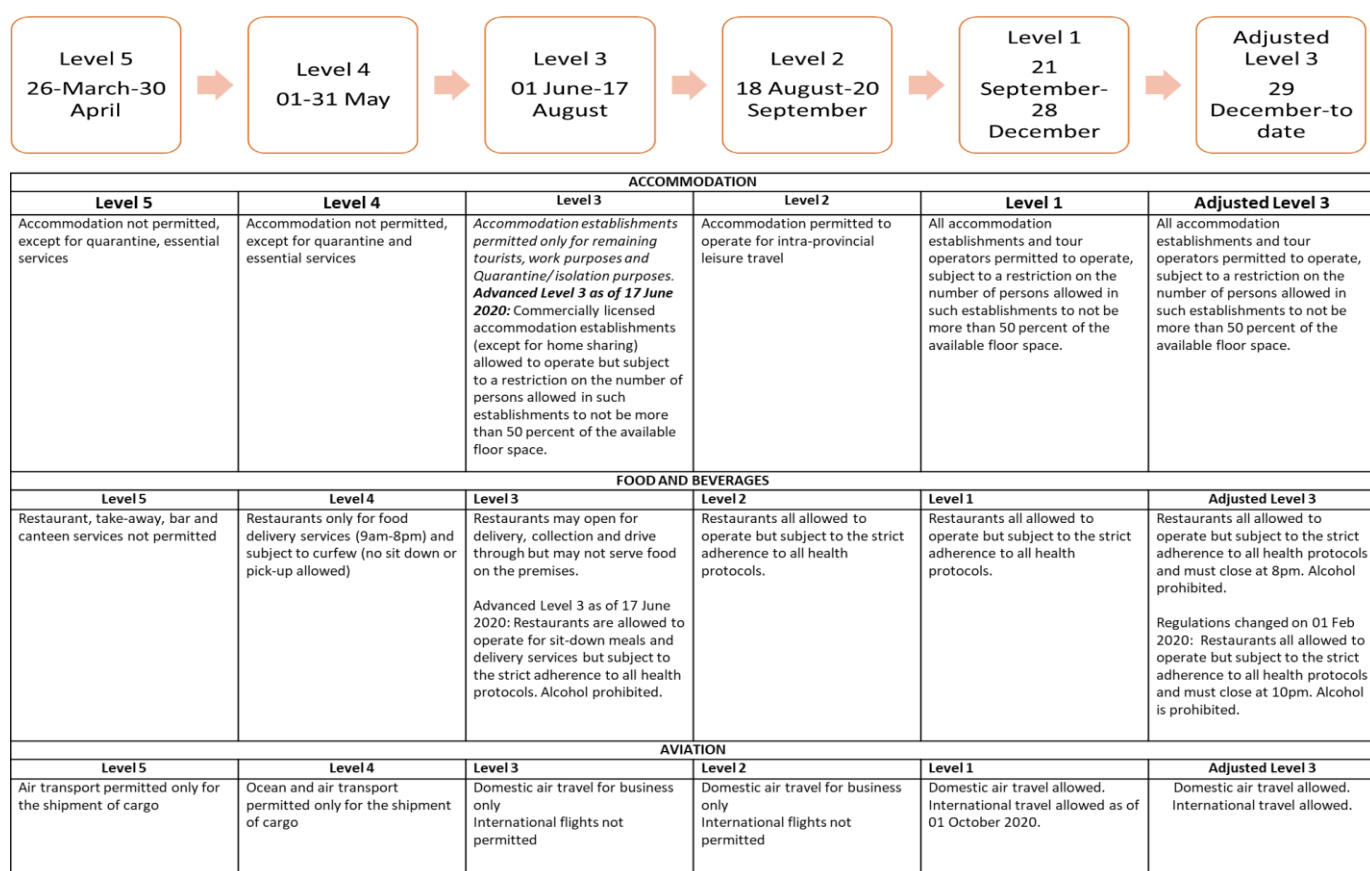 Level 5
26-March-30
April
Level 4
01-31 May
Level 3
01 June-17
August
Level 2
18 August-20
September
Level 1
21
September-
28
December
Adjusted
Level 3
29
December-to
date
ACCOMMODATION
Level 5
Level 4
Level 3
Level 2
Level 1
Adjusted Level 3
Accommodation not permitted,
except for quarantine, essential
services
Accommodation not permitted,
except for quarantine and
essential services
Accommodation establishments
permitted only for remaining
tourists, work purposes and
Quarantine/isolation purposes.
Advanced Level 3 as of 17 June
2020: Commercially licensed
accommodation establishments
(except for home sharing)
allowed to operate but subject
to a restriction on the number of
persons allowed in such
establishments to not be more
than 50 percent of the available
floor space.
Accommodation permitted to
operate for intra-provincial
leisure travel
All accommodation
establishments and tour
operators permitted to operate,
subject to a restriction on the
number of persons allowed in
such establishments to not be
more than 50 percent of the
available floor space.
All accommodation
establishments and tour
operators permitted to operate,
subject to a restriction on the
number of persons allowed in
such establishments to not be
more than 50 percent of the
available floor space.
FOOD AND BEVERAGES
Level 5
Level 4
Level 3
Level 2
Level 1
Adjusted Level 3
Restaurant, take-away, bar and
canteen services not permitted
Restaurants only for food
delivery services (9am-8pm) and
subject to curfew (no sit down or
pick-up allowed)
Restaurants may open for
delivery, collection and drive
through but may not serve food
on the premises.
Advanced Level 3 as of 17 June
2020: Restaurants are allowed to
operate for sit-down meals and
delivery services but subject to
the strict adherence to all health
protocols. Alcohol prohibited.
Restaurants all allowed to
operate but subject to the strict
adherence to all health
protocols.
Restaurants all allowed to
operate but subject to the strict
adherence to all health
protocols.
Restaurants all allowed to
operate but subject to the strict
adherence to all health protocols
and must close at 8pm. Alcohol
prohibited.
Regulations changed on 01 Feb
2020: Restaurants all allowed to
operate but subject to the strict
adherence to all health protocols
and must close at 10pm. Alcohol
is prohibited.
AVIATION
Level 5
Level 4
Level 3
Level 2
Level 1
Adjusted Level 3
Air transport permitted only for
the shipment of cargo
Ocean and air transport
permitted only for the shipment
of cargo
Domestic air travel for business
only
International flights not
permitted
Domestic air travel for business
only
International flights not
permitted
Domestic air travel allowed.
International travel allowed as of
01 October 2020.
Domestic air travel allowed.
International travel allowed.